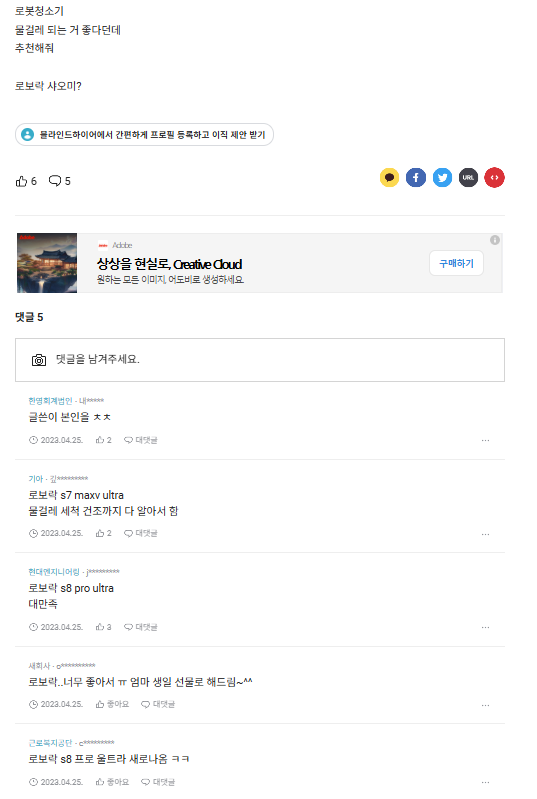 로봇청소기
물걸레 되는 거 좋다던데
추천해줘
로보락 샤오미?
블라인드하이어에서 간편하게 프로필 등록하고 이직 제안 받기
6 5
URL
Adobe
상상을 현실로, Creative Cloud
원하는 모든 이미지, 어도비로 생성하세요.
구매하기
댓글 5
댓글을 남겨주세요.
한영회계법인 · 내*****
글쓴이 본인을 ㅊㅊ
2023.04.25. 2 대댓글
기아 · 깊*********
로보락 s7 maxv ultra
물걸레 세척 건조까지 다 알아서 함
2023.04.25. 2 대댓글
현대엔지니어링 · j*********
로보락 s8 pro ultra
대만족
2023.04.25. 3 대댓글
새회사 · o**********
로보락..너무 좋아서 ㅠ 엄마 생일 선물로 해드림~^^
2023.04.25. 좋아요 대댓글
근로복지공단 · c*********
로보락 s8 프로 울트라 새로나옴 ㅋㅋ
2023.04.25. 좋아요 대댓글